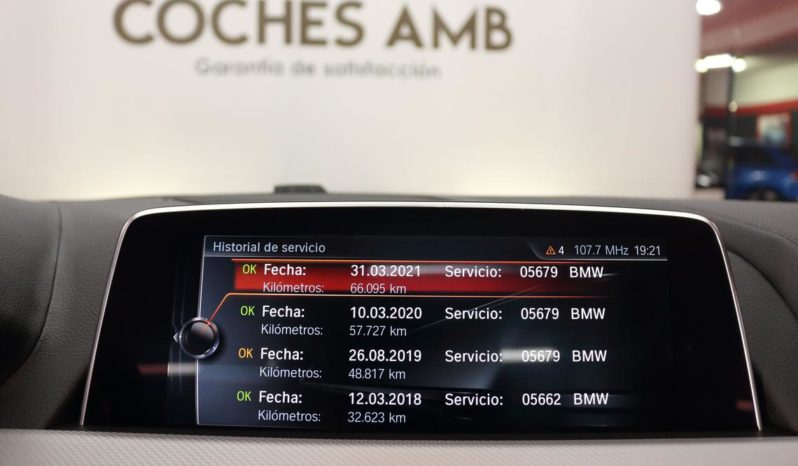 COCHES AMB
Garantía de satisfacción
Historial de servicio 4 107.7 MHz 19:21
OK Fecha: 31.03.2021 Servicio: 05679 BMW
Kilómetros: 66.095 km
OK Fecha: 10.03.2020 Servicio: 05679 BMW
Kilómetros: 57.727 km
OK Fecha: 26.08.2019 Servicio: 05679 BMW
Kilómetros: 48.817 km
OK Fecha: 12.03.2018 Servicio: 05662 BMW
Kilómetros: 32.623 km